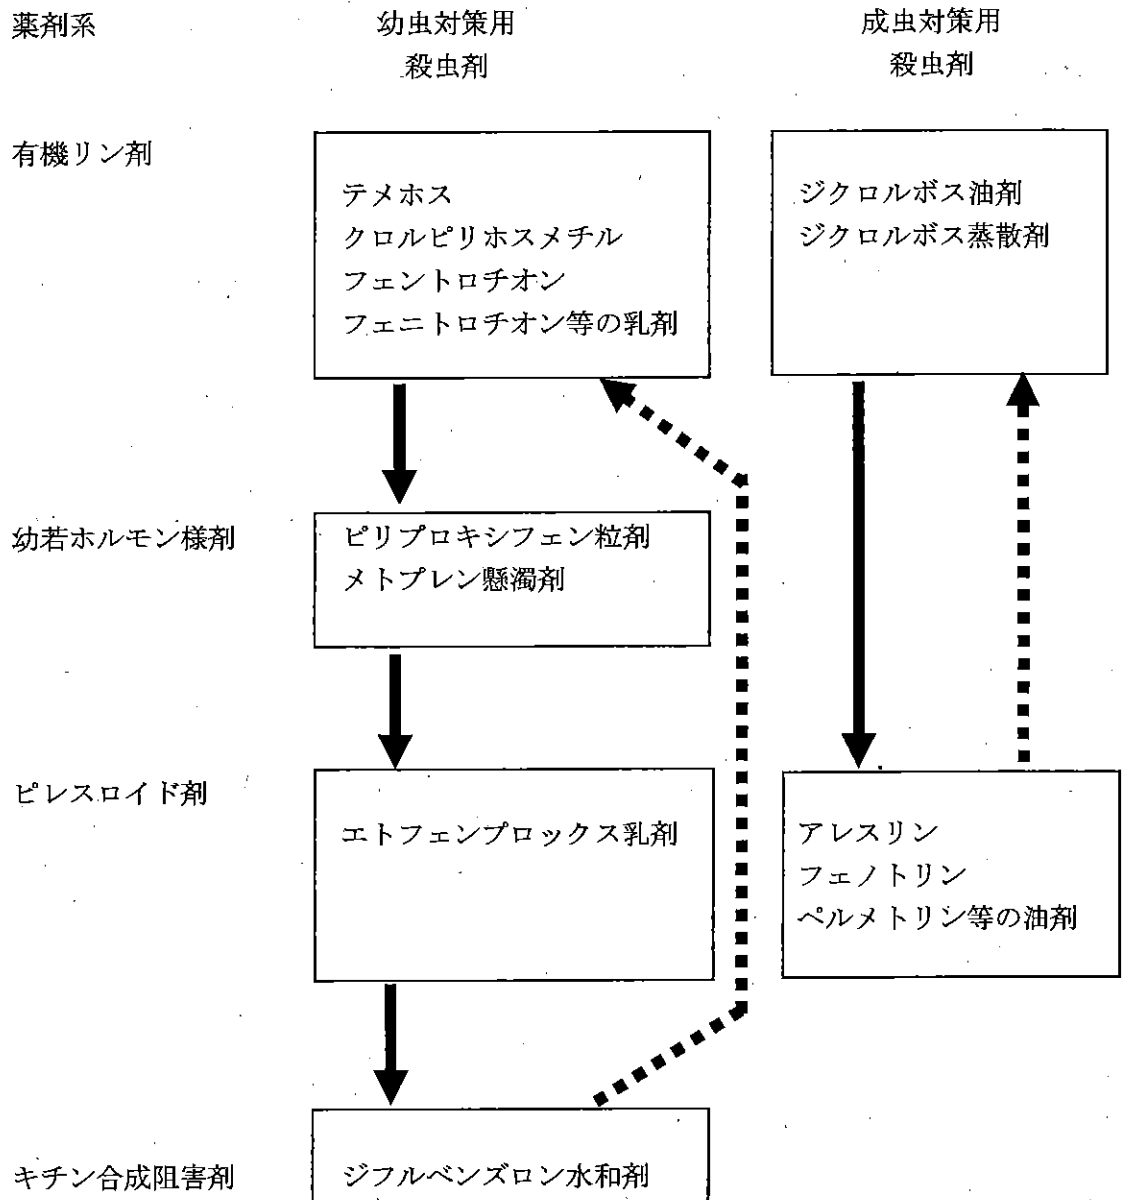 薬剤系
幼虫対策用
殺虫剤
成虫対策用
殺虫剤
有機リン剤
テメホス
クロルピリホスメチル
フェントロチオン
フェニトロチオン等の乳剤
ジクロルボス油剤
ジクロルボス蒸散剤
幼若ホルモン様剤
ピリプロキシフェン粒剤
メトプレン懸濁剤
ピレスロイド剤
エトフェンプロックス乳剤
アレスリン
フェノトリン
ペルメトリン等の油剤
キチン合成阻害剤
ジフルベンズロン水和剤